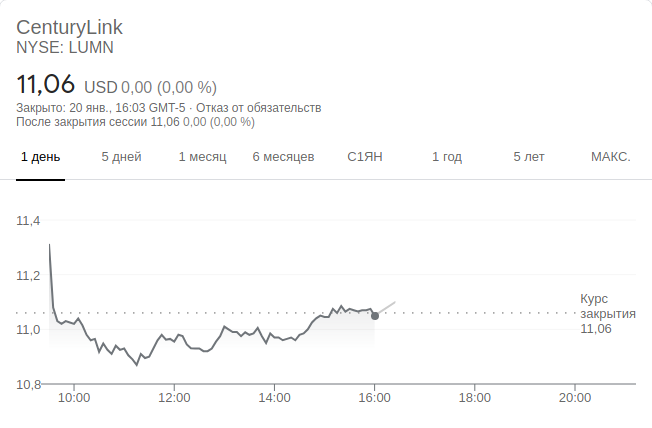 CenturyLink
NYSE: LUMN
11,06 USD 0,00 (0,00 %)
Закрыто: 20 янв., 16:03 GMT-5 · Отказ от обязательств
После закрытия сессии 11,06 0,00 (0,00 %)
1 день 5 дней 1 месяц 6 месяцев С1ЯН 1 год 5 лет МАКС.
11,4
11,2
Курс
закрытия
11,06
11,0
10,8
10:00 12:00 14:00 16:00 18:00 20:00